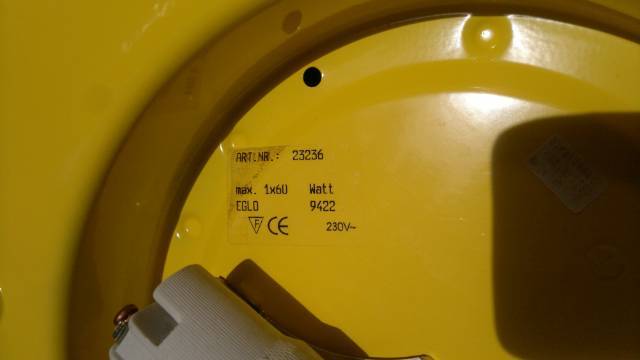 ART.NR.: 23236
max. 1x60 Watt
EGLO 9422
F CE 230V~